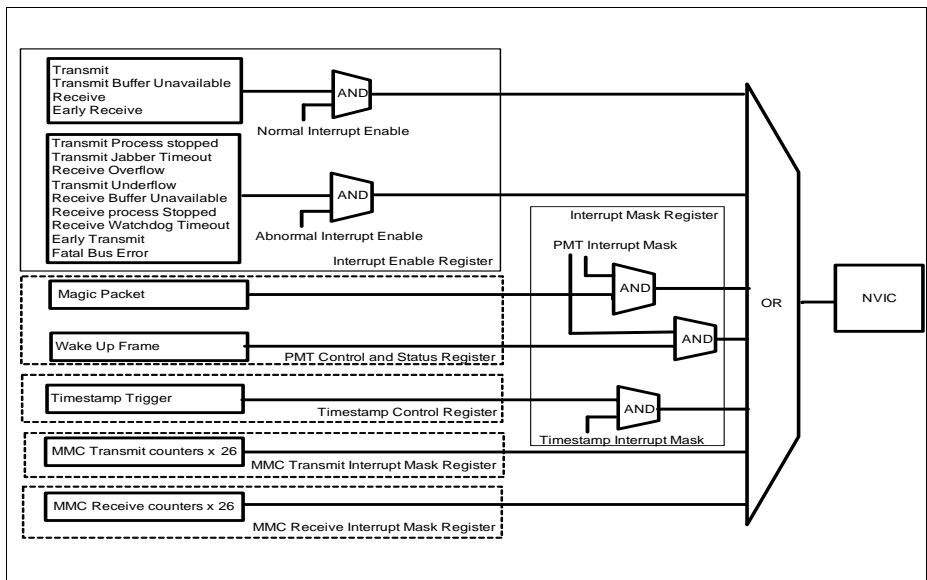 Transmit
Transmit Buffer Unavailable
Receive
Early Receive
AND
Normal Interrupt Enable
Transmit Process stopped
Transmit Jabber Timeout
Receive Overflow
Transmit Underflow
Receive Buffer Unavailable
Receive process Stopped
Receive Watchdog Timeout
Early Transmit
Fatal Bus Error
AND
Abnormal Interrupt Enable
Interrupt Enable Register
Interrupt Mask Register
PMT Interrupt Mask
Magic Packet
AND
Wake Up Frame
AND
PMT Control and Status Register
Timestamp Trigger
AND
Timestamp Control Register
Timestamp Interrupt Mask
MMC Transmit counters x 26
MMC Transmit Interrupt Mask Register
MMC Receive counters x 26
MMC Receive Interrupt Mask Register
OR
NVIC